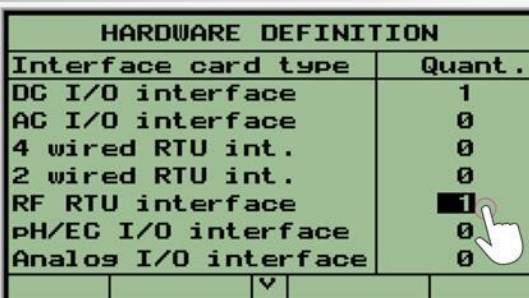 HARDWARE DEFINITION
Interface card type Quant.
DC I/O interface 1
AC I/O interface 0
4 wired RTU int. 0
2 wired RTU int. 0
RF RTU interface 1
pH/EC I/O interface 0
Analog I/O interface 0